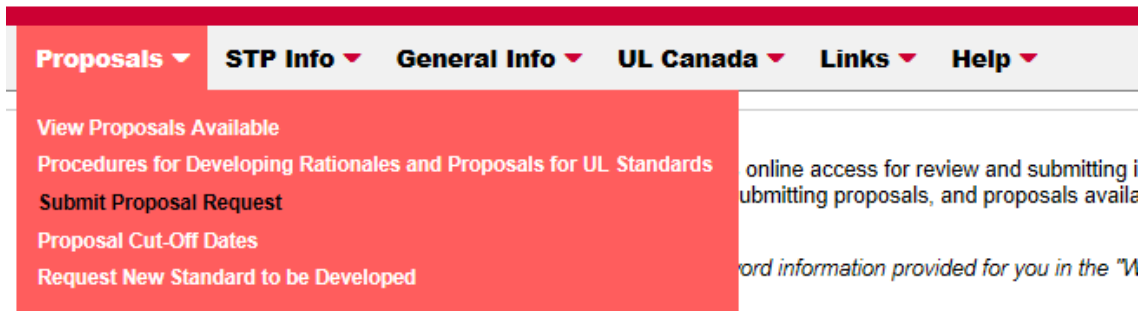 Proposals STP Info General Info UL Canada Links Help
View Proposals Available
Procedures for Developing Rationales and Proposals for UL Standards
online access for review and submitting i
Submit Proposal Request
ubmitting proposals, and proposals availa
Proposal Cut-Off Dates
Request New Standard to be Developed
ord information provided for you in the "W